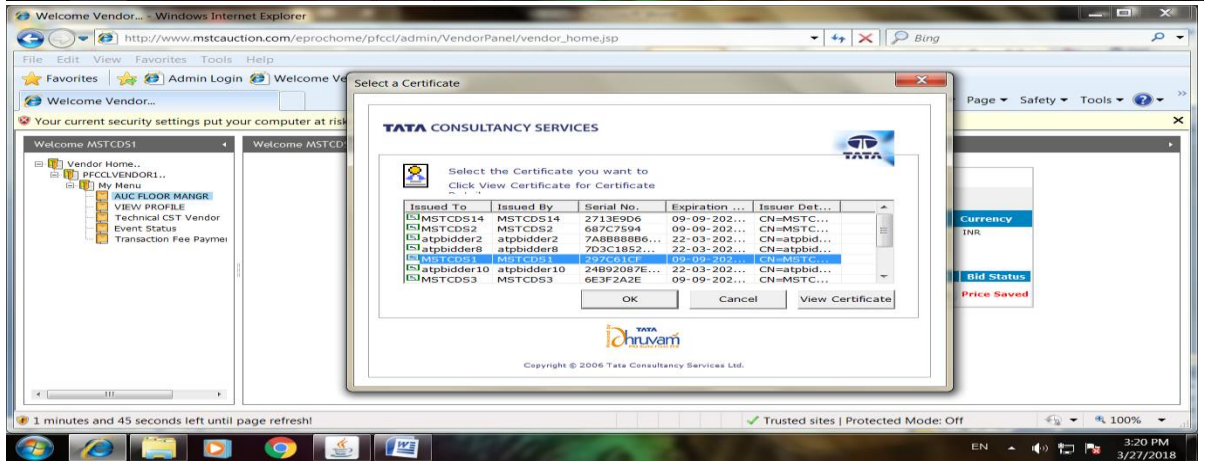 Welcome Vendor... - Windows Internet Explorer
http://www.mstcauction.com/eprochome/pfccl/admin/VendorPanel/vendor_home.jsp
Bing
File Edit View Favorites Tools Help
Favorites Admin Login Welcome Ve
Welcome Vendor...
Page Safety Tools
Your current security settings put your computer at risk
Welcome MSTCDS1
Welcome MSTCD
Vendor Home..
PFCCLVENDOR1..
My Menu
AUC FLOOR MANGR
VIEW PROFILE
Technical CST Vendor
Event Status
Transaction Fee Paymer
Select a Certificate
TATA CONSULTANCY SERVICES
TATA
Select the Certificate you want to
Click View Certificate for Certificate
Issued To Issued By Serial No. Expiration ... Issuer Det...
MSTCDS14 MSTCDS14 2713E9D6 09-09-202... CN=MSTC...
MSTCDS2 MSTCDS2 687C7594 09-09-202... CN=MSTC...
atpbidder2 atpbidder2 7A8B888B6... 22-03-202... CN=atpbid...
atpbidder8 atpbidder8 7D3C1852... 22-03-202... CN=atpbid...
MSTCDS1 MSTCDS1 297C61CF 09-09-202... CN=MSTC...
atpbidder10 atpbidder10 24B92087E... 22-03-202... CN=atpbid...
MSTCDS3 MSTCDS3 6E3F2A2E 09-09-202... CN=MSTC...
OK Cancel View Certificate
TATA
Dhruvam
Copyright © 2006 Tata Consultancy Services Ltd.
Currency
INR
Bid Status
Price Saved
1 minutes and 45 seconds left until page refresh!
Trusted sites | Protected Mode: Off
100%
EN
3:20 PM
3/27/2018